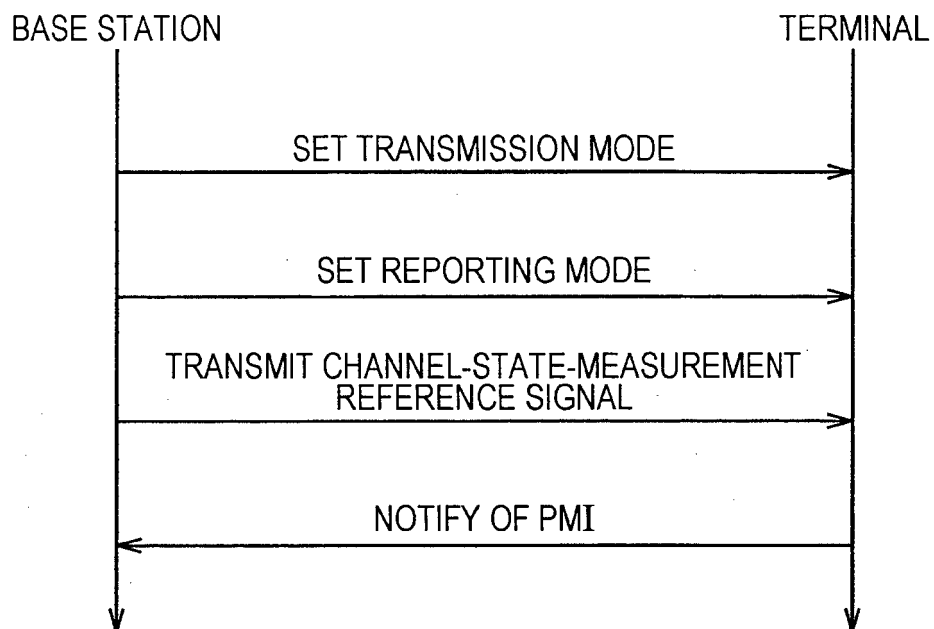 BASE STATION
TERMINAL
SET TRANSMISSION MODE
SET REPORTING MODE
TRANSMIT CHANNEL-STATE-MEASUREMENT
REFERENCE SIGNAL
NOTIFY OF PMI